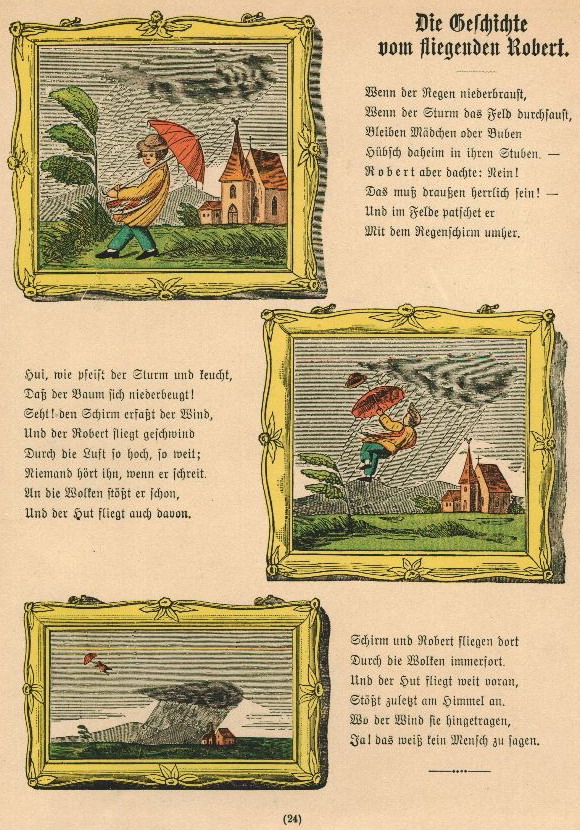 Die Geschichte
vom fliegenden Robert.
Wenn der Regen niederbraust,
Wenn der Sturm das Feld durchsaust,
Bleiben Mädchen oder Buben
Hübsch daheim in ihren Stuben. —
Robert aber dachte: Nein!
Das muß draußen herrlich sein! —
Und im Felde patschet er
Mit dem Regenschirm umher.
Hui, wie pfeift der Sturm und keucht,
Daß der Baum sich niederbeugt!
Seht! den Schirm erfaßt der Wind,
Und der Robert fliegt geschwind
Durch die Luft so hoch, so weit;
Niemand hört ihn, wenn er schreit.
An die Wolken stößt er schon,
Und der Hut fliegt auch davon.
Schirm und Robert fliegen dort
Durch die Wolken immerfort.
Und der Hut fliegt weit voran,
Stößt zuletzt am Himmel an.
Wo der Wind sie hingetragen,
Ja! das weiß kein Mensch zu sagen.
(24)